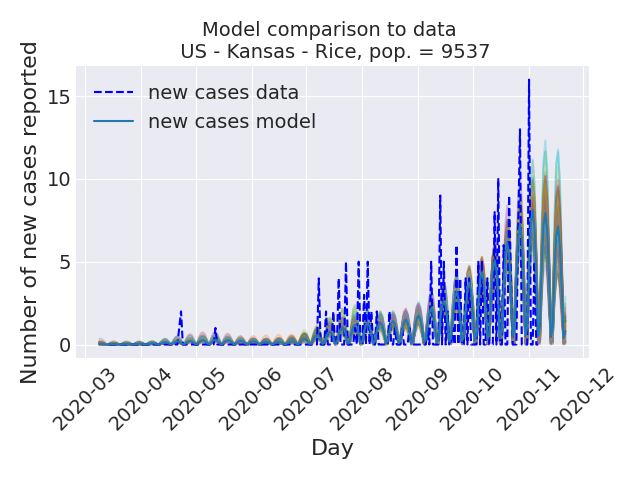 Model comparison to data
US - Kansas - Rice, pop. = 9537
Number of new cases reported
15
10
5
0
new cases data
new cases model
2020-03
2020-04
2020-05
2020-06
2020-07
2020-08
2020-09
2020-10
2020-11
2020-12
Day